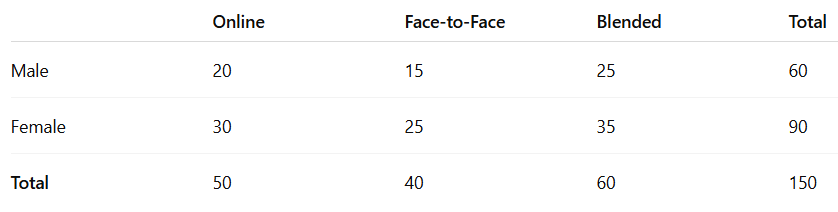 Online Face-to-Face Blended Total
Male 20 15 25 60
Female 30 25 35 90
Total 50 40 60 150